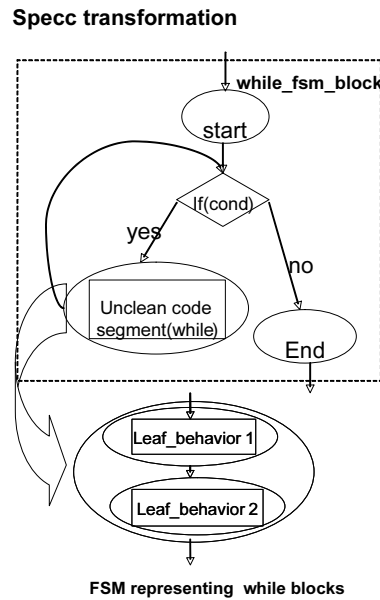 Specc transformation
while_fsm_block
start
If(cond)
yes
no
Unclean code
segment(while)
End
Leaf_behavior 1
Leaf_behavior 2
FSM representing while blocks